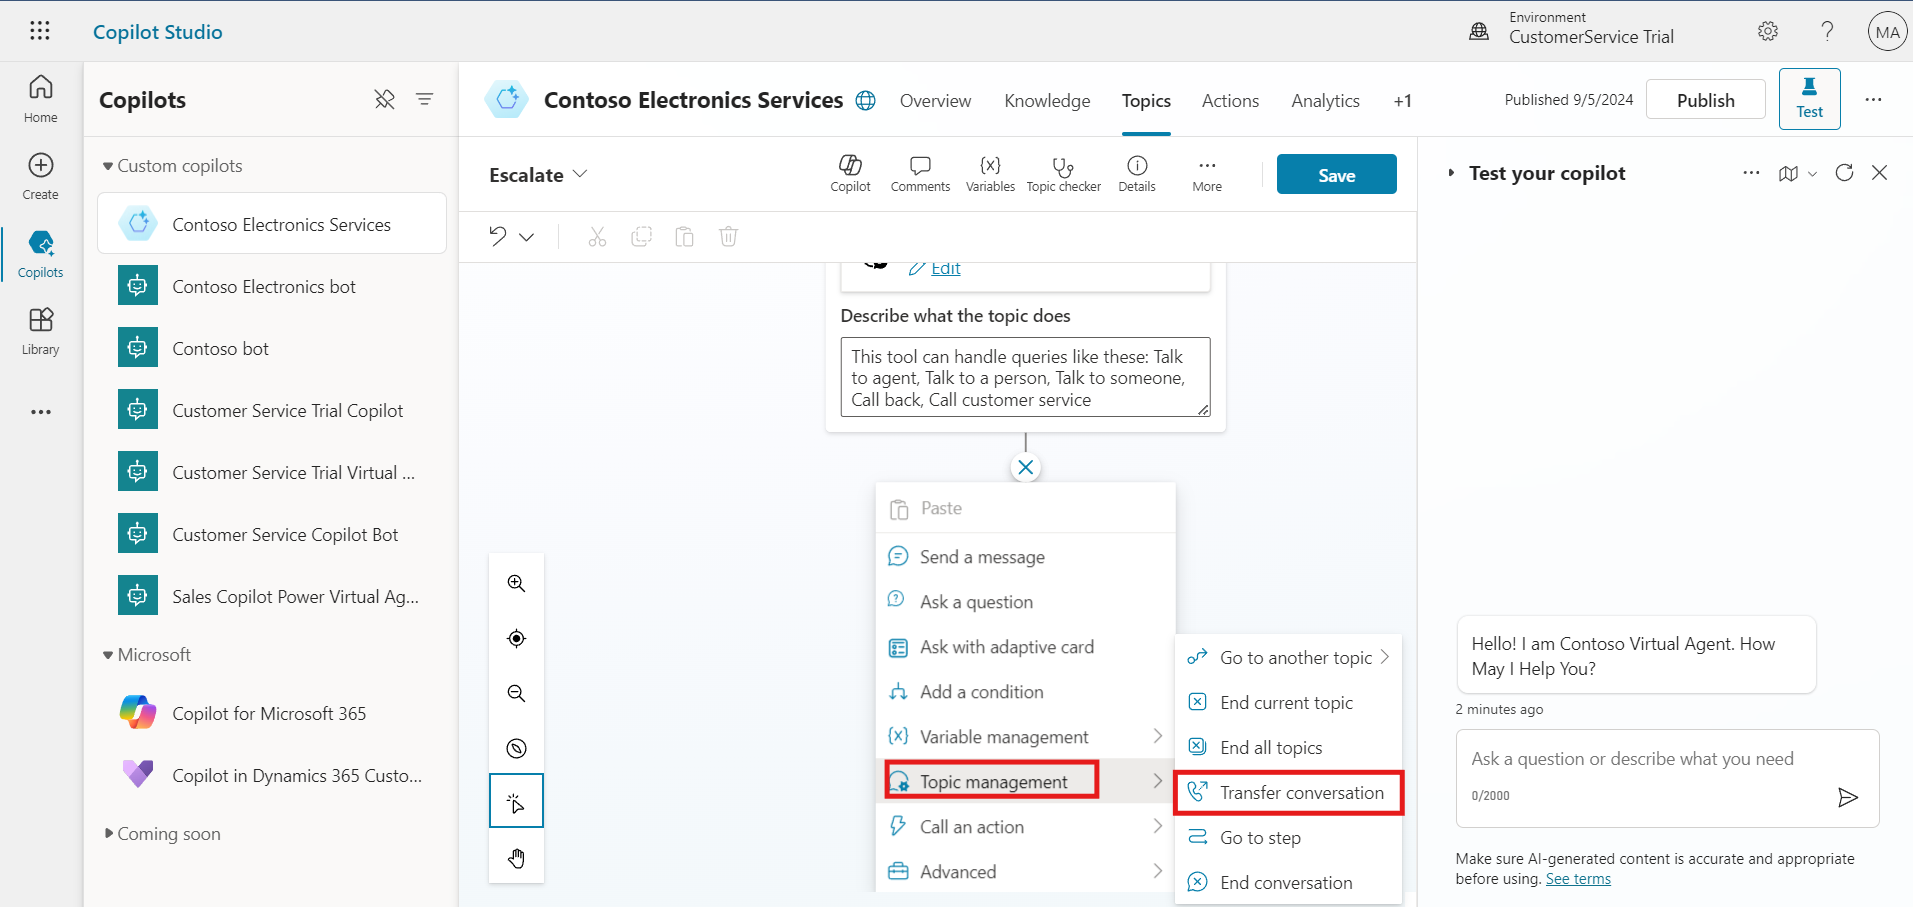 Copilot Studio
Environment
CustomerService Trial
MA
Home
Create
Copilots
Library
Copilots
Custom copilots
Contoso Electronics Services
Contoso Electronics bot
Contoso bot
Customer Service Trial Copilot
Customer Service Trial Virtual ...
Customer Service Copilot Bot
Sales Copilot Power Virtual Ag...
Microsoft
Copilot for Microsoft 365
Copilot in Dynamics 365 Custo...
Coming soon
Contoso Electronics Services
Overview
Knowledge
Topics
Actions
Analytics
+1
Published 9/5/2024
Publish
Test
Escalate
Copilot
Comments
Variables
Topic checker
Details
More
Save
Edit
Describe what the topic does
This tool can handle queries like these: Talk
to agent, Talk to a person, Talk to someone,
Call back, Call customer service
Paste
Send a message
Ask a question
Ask with adaptive card
Add a condition
Variable management
Topic management
Call an action
Advanced
Go to another topic
End current topic
End all topics
Transfer conversation
Go to step
End conversation
Test your copilot
Hello! I am Contoso Virtual Agent. How
May I Help You?
2 minutes ago
Ask a question or describe what you need
0/2000
Make sure AI-generated content is accurate and appropriate
before using. See terms